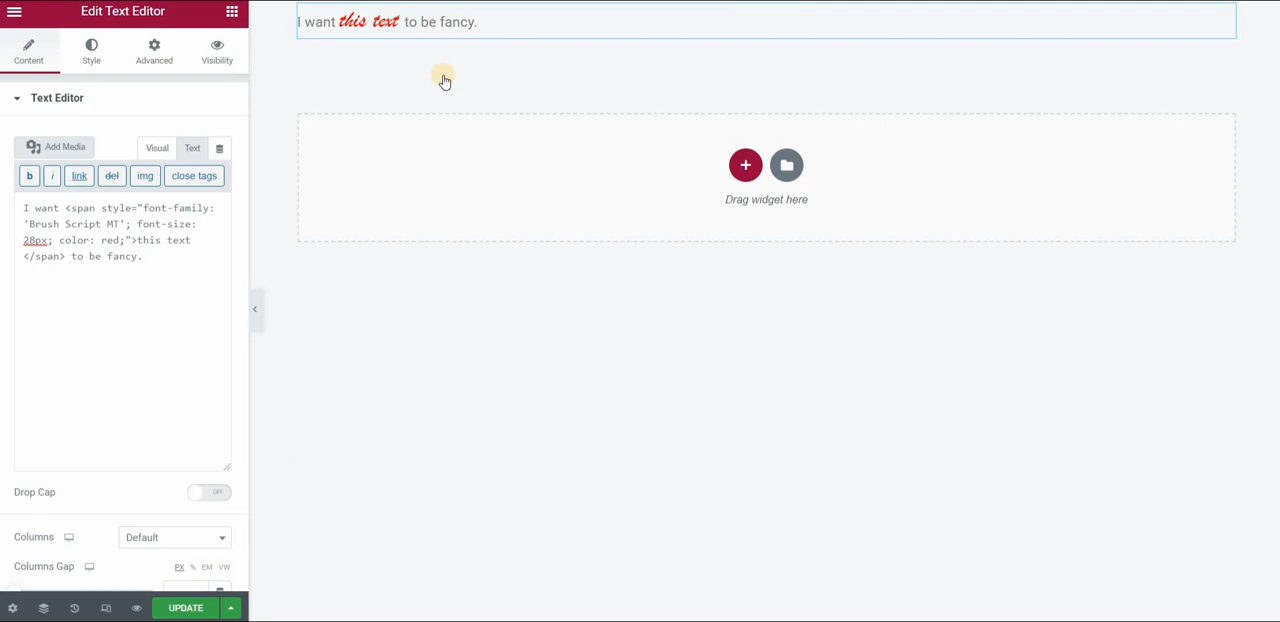 Edit Text Editor
Content Style Advanced Visibility
Text Editor
Add Media Visual Text
b i link del img close tags
I want <span style="font-family:
'Brush Script MT'; font-size:
28px; color: red;">this text
</span> to be fancy.
Drop Cap OFF
Columns Default
Columns Gap PX % EM VW
UPDATE
I want this text to be fancy.
Drag widget here